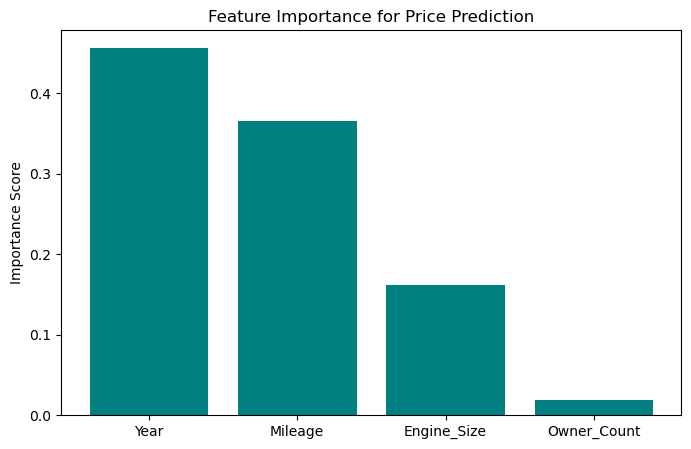 Feature Importance for Price Prediction
Importance Score
0.4
0.3
0.2
0.1
0.0
Year Mileage Engine_Size Owner_Count